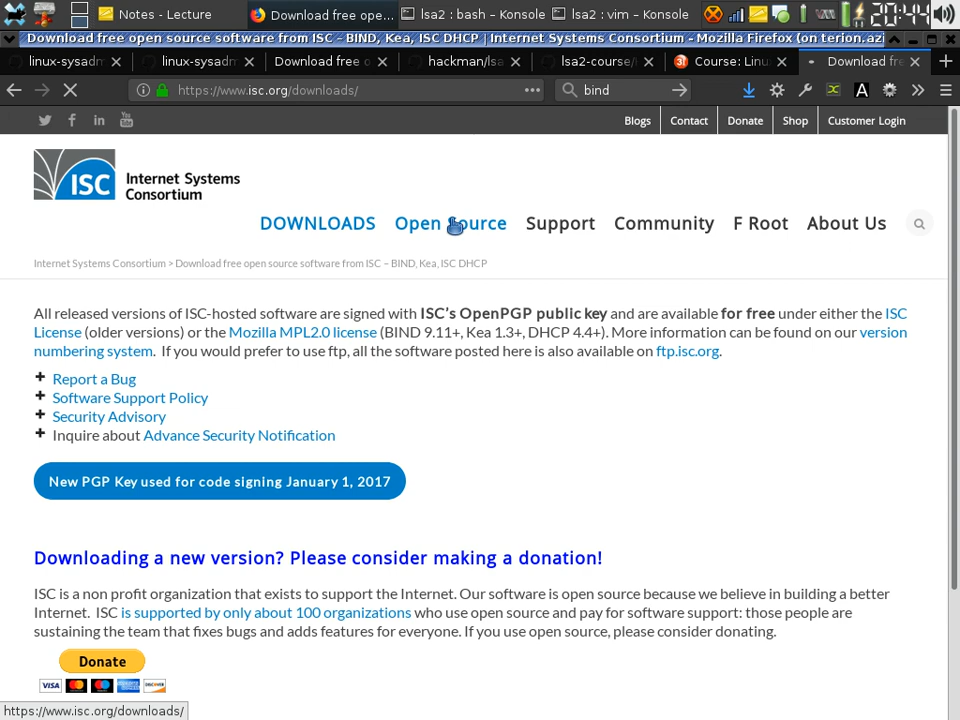 Notes - Lecture
Download free ope...
lsa2 : bash - Konsole
lsa2 : vim - Konsole
20:44
Download free open source software from ISC - BIND, Kea, ISC DHCP | Internet Systems Consortium - Mozilla Firefox (on terion.azi
linux-sysadm
linux-sysadm
Download free o
hackman/lsa
lsa2-course/
Course: Linu
Download fre
https://www.isc.org/downloads/
bind
Blogs
Contact
Donate
Shop
Customer Login
ISC
Internet Systems
Consortium
DOWNLOADS
Open Source
Support
Community
F Root
About Us
Internet Systems Consortium > Download free open source software from ISC – BIND, Kea, ISC DHCP
All released versions of ISC-hosted software are signed with ISC's OpenPGP public key and are available for free under either the ISC
License (older versions) or the Mozilla MPL2.0 license (BIND 9.11+, Kea 1.3+, DHCP 4.4+). More information can be found on our version
numbering system. If you would prefer to use ftp, all the software posted here is also available on ftp.isc.org.
Report a Bug
Software Support Policy
Security Advisory
Inquire about Advance Security Notification
New PGP Key used for code signing January 1, 2017
Downloading a new version? Please consider making a donation!
ISC is a non profit organization that exists to support the Internet. Our software is open source because we believe in building a better
Internet. ISC is supported by only about 100 organizations who use open source and pay for software support: those people are
sustaining the team that fixes bugs and adds features for everyone. If you use open source, please consider donating.
Donate
VISA
https://www.isc.org/downloads/